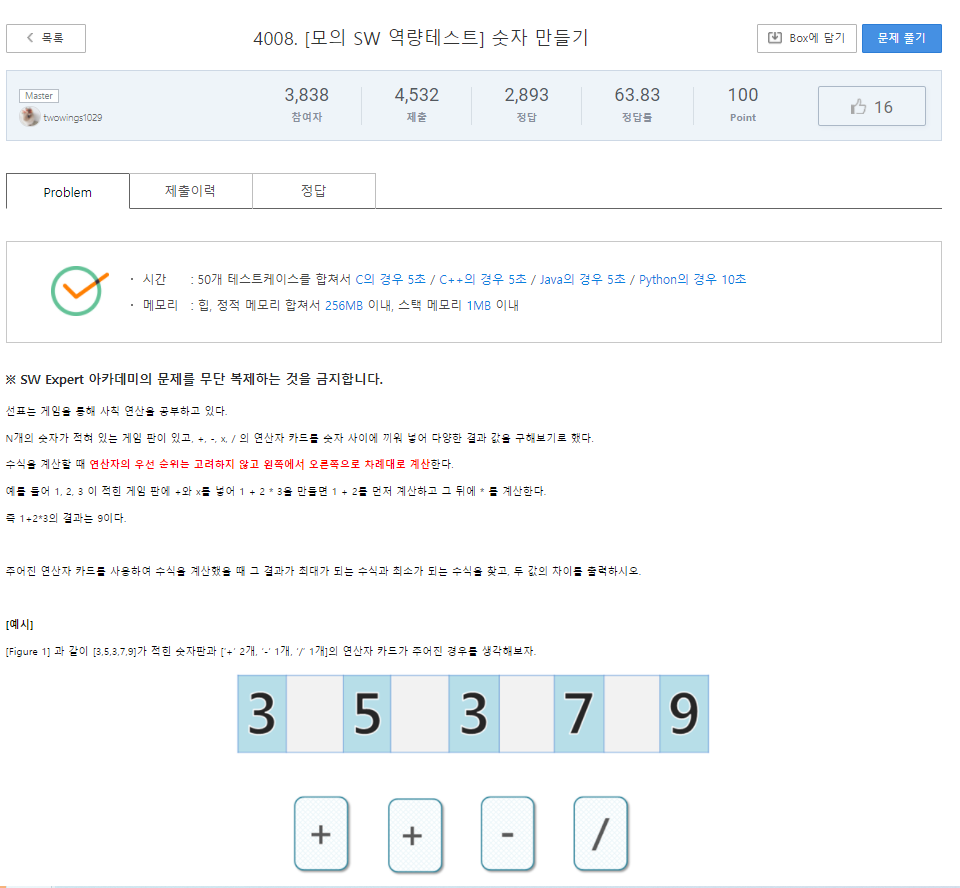 목록
4008. [모의 SW 역량테스트] 숫자 만들기
Box에 담기
문제 풀기
Master
twowings1029
3,838
참여자
4,532
제출
2,893
정답
63.83
정답률
100
Point
16
Problem
제출이력
정답
· 시간 : 50개 테스트케이스를 합쳐서 C의 경우 5초 / C++의 경우 5초 / Java의 경우 5초 / Python의 경우 10초
· 메모리 : 힙, 정적 메모리 합쳐서 256MB 이내, 스택 메모리 1MB 이내
※ SW Expert 아카데미의 문제를 무단 복제하는 것을 금지합니다.
선표는 게임을 통해 사칙 연산을 공부하고 있다.
N개의 숫자가 적혀 있는 게임 판이 있고, +, -, x, / 의 연산자 카드를 숫자 사이에 끼워 넣어 다양한 결과 값을 구해보기로 했다.
수식을 계산할 때 연산자의 우선 순위는 고려하지 않고 왼쪽에서 오른쪽으로 차례대로 계산한다.
예를 들어 1, 2, 3 이 적힌 게임 판에 +와 x를 넣어 1 + 2 * 3을 만들면 1 + 2를 먼저 계산하고 그 뒤에 * 를 계산한다.
즉 1+2*3의 결과는 9이다.
주어진 연산자 카드를 사용하여 수식을 계산했을 때 그 결과가 최대가 되는 수식과 최소가 되는 수식을 찾고, 두 값의 차이를 출력하시오.
[예시]
[Figure 1] 과 같이 [3,5,3,7,9]가 적힌 숫자판과 ['+' 2개, '-' 1개, '/' 1개]의 연산자 카드가 주어진 경우를 생각해보자.
3 5 3 7 9
+ + - /